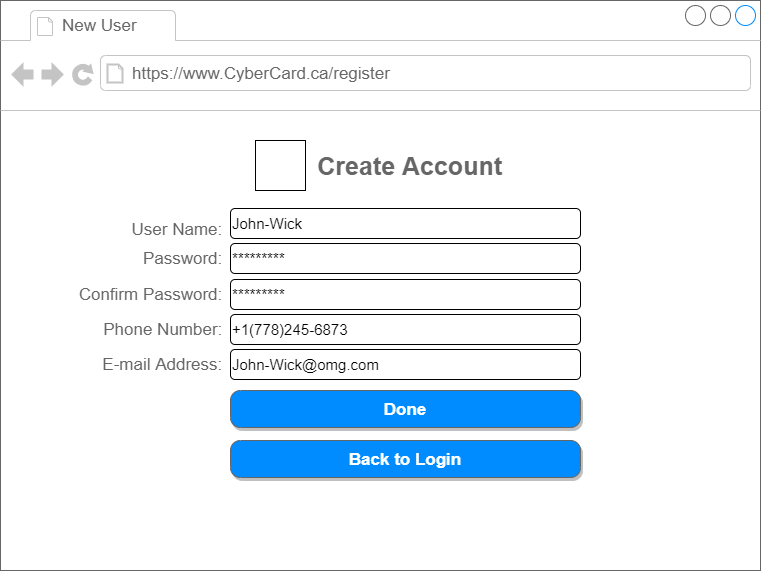 New User
https://www.CyberCard.ca/register
Create Account
User Name: John-Wick
Password: *********
Confirm Password: *********
Phone Number: +1(778)245-6873
E-mail Address: John-Wick@omg.com
Done
Back to Login